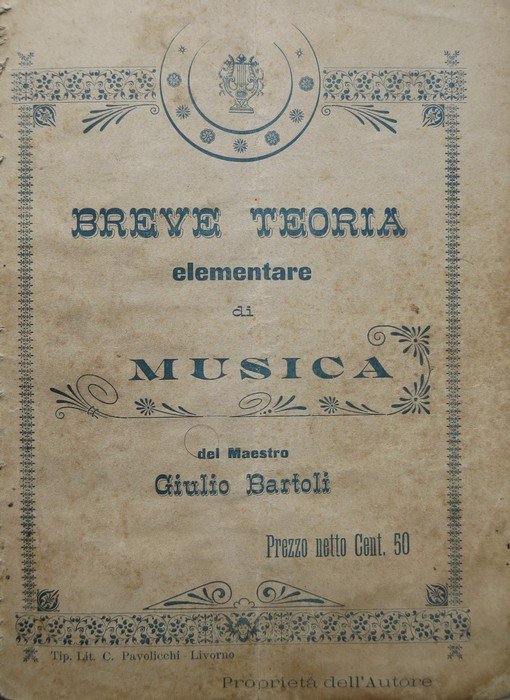 BREVE TEORIA
elementare
di
MUSICA
del Maestro
Giulio Bartoli
Prezzo netto Cent. 50
Tip. Lit. C. Pavolicchi - Livorno
Proprietà dell'Autore